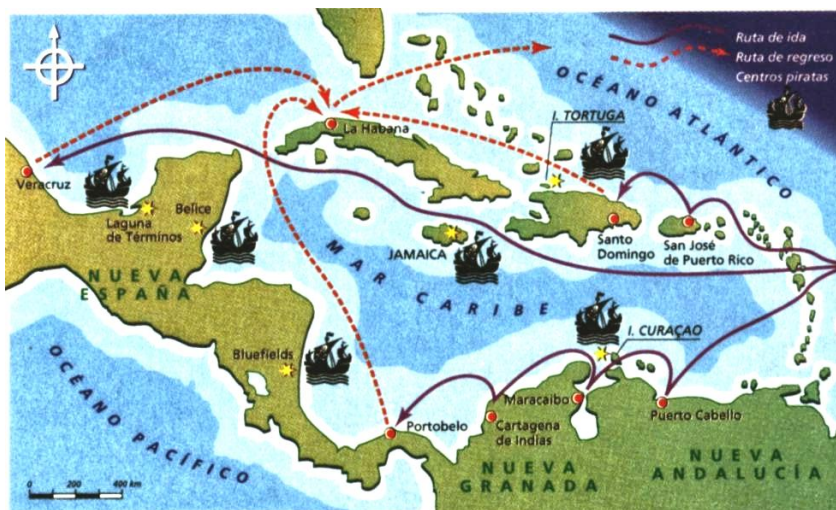 Ruta de ida
Ruta de regreso
Centros piratas
OCÉANO ATLÁNTICO
I. TORTUGA
La Habana
Veracruz
Laguna
de Términos
Belice
JAMAICA
Santo
Domingo
San José
de Puerto Rico
NUEVA
ESPAÑA
MAR CARIBE
I. CURAÇAO
Bluefields
Maracaibo
Puerto Cabello
Portobelo
Cartagena
de Indias
OCÉANO PACÍFICO
NUEVA
GRANADA
NUEVA
ANDALUCÍA
0 200 400 km